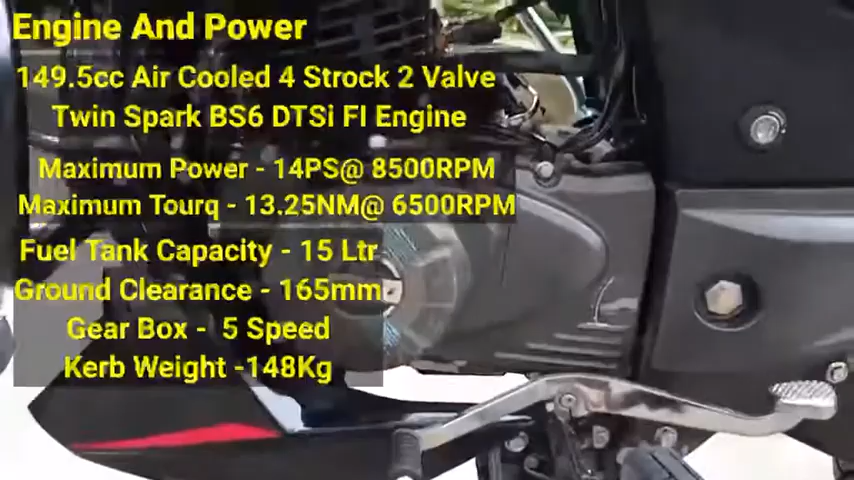 Engine And Power
149.5cc Air Cooled 4 Strock 2 Valve
Twin Spark BS6 DTSi FI Engine
Maximum Power - 14PS@ 8500RPM
Maximum Tourq - 13.25NM@ 6500RPM
Fuel Tank Capacity - 15 Ltr
Ground Clearance - 165mm
Gear Box - 5 Speed
Kerb Weight -148Kg